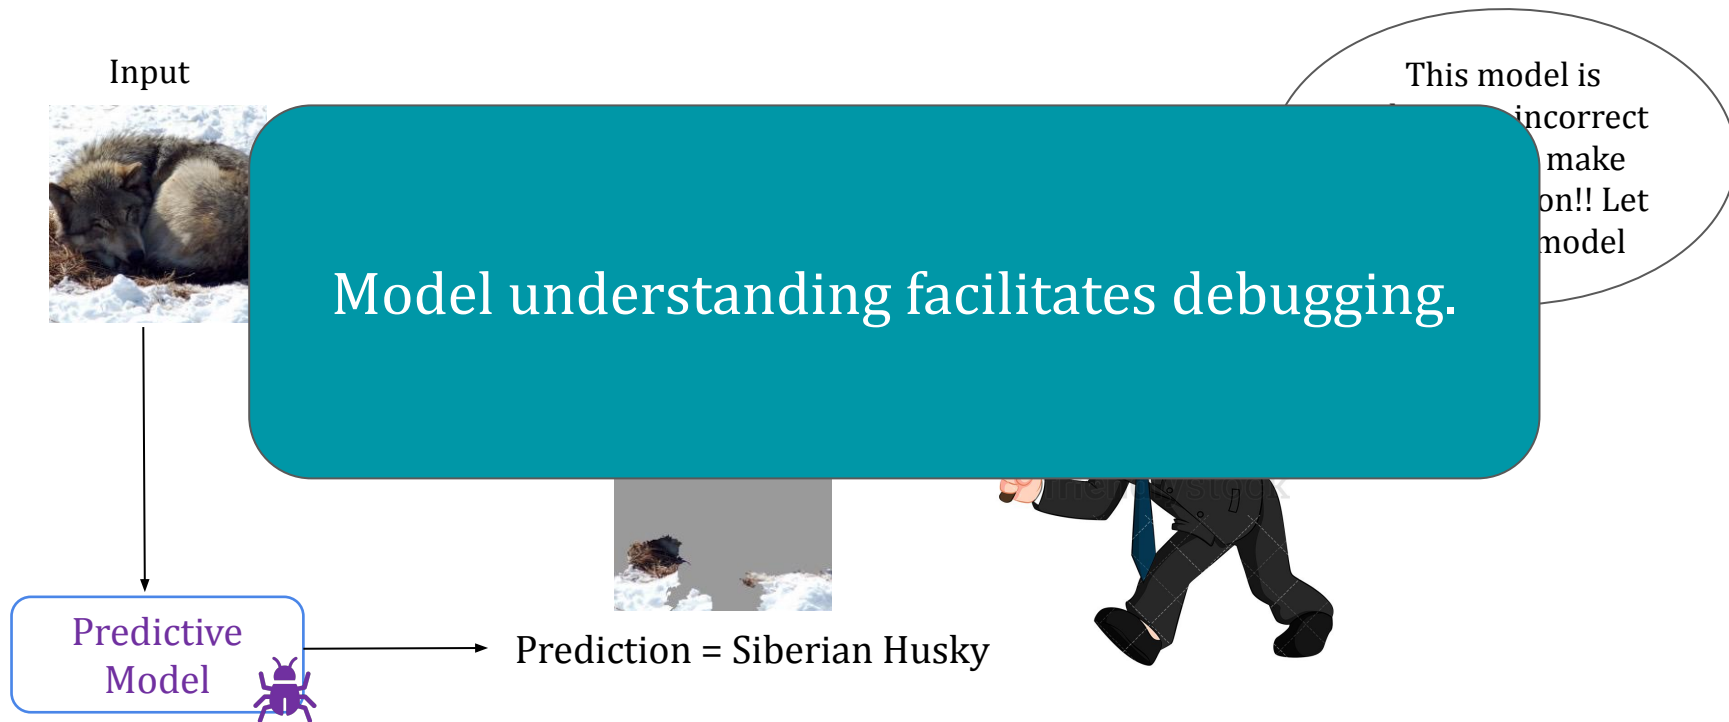 Input
This model is
incorrect
make
on!! Let
model
Model understanding facilitates debugging.
Predictive
Model
Prediction = Siberian Husky